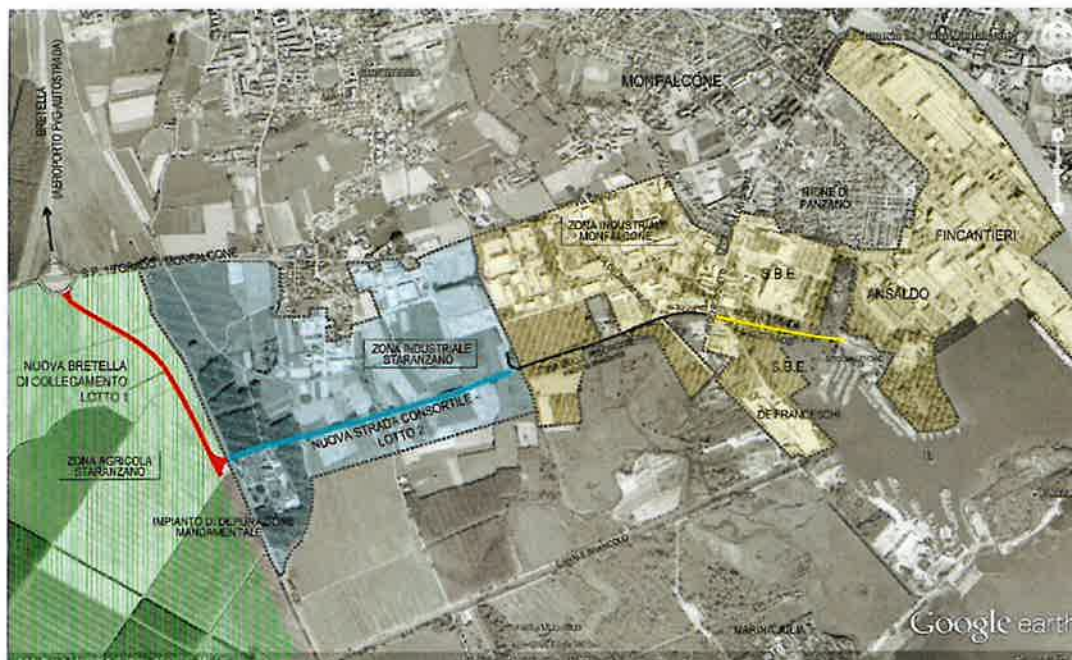 BRETELLA
(AEROPORTO FVG-AUTOSTRADA)
MONFALCONE
RIONE DI
PANZANO
ZONA INDUSTRIALE
MONFALCONE
FINCANTIERI
S.B.E.
ANSALDO
NUOVA BRETELLA
DI COLLEGAMENTO
LOTTO 1
ZONA INDUSTRIALE
STARANZANO
S.B.E.
NUOVA STRADA CONSORTILE -
LOTTO 2
DE FRANCESCHI
ZONA AGRICOLA
STARANZANO
IMPIANTO DI DEPURAZIONE
MANDAMENTALE
MARINA JULIA
Google earth